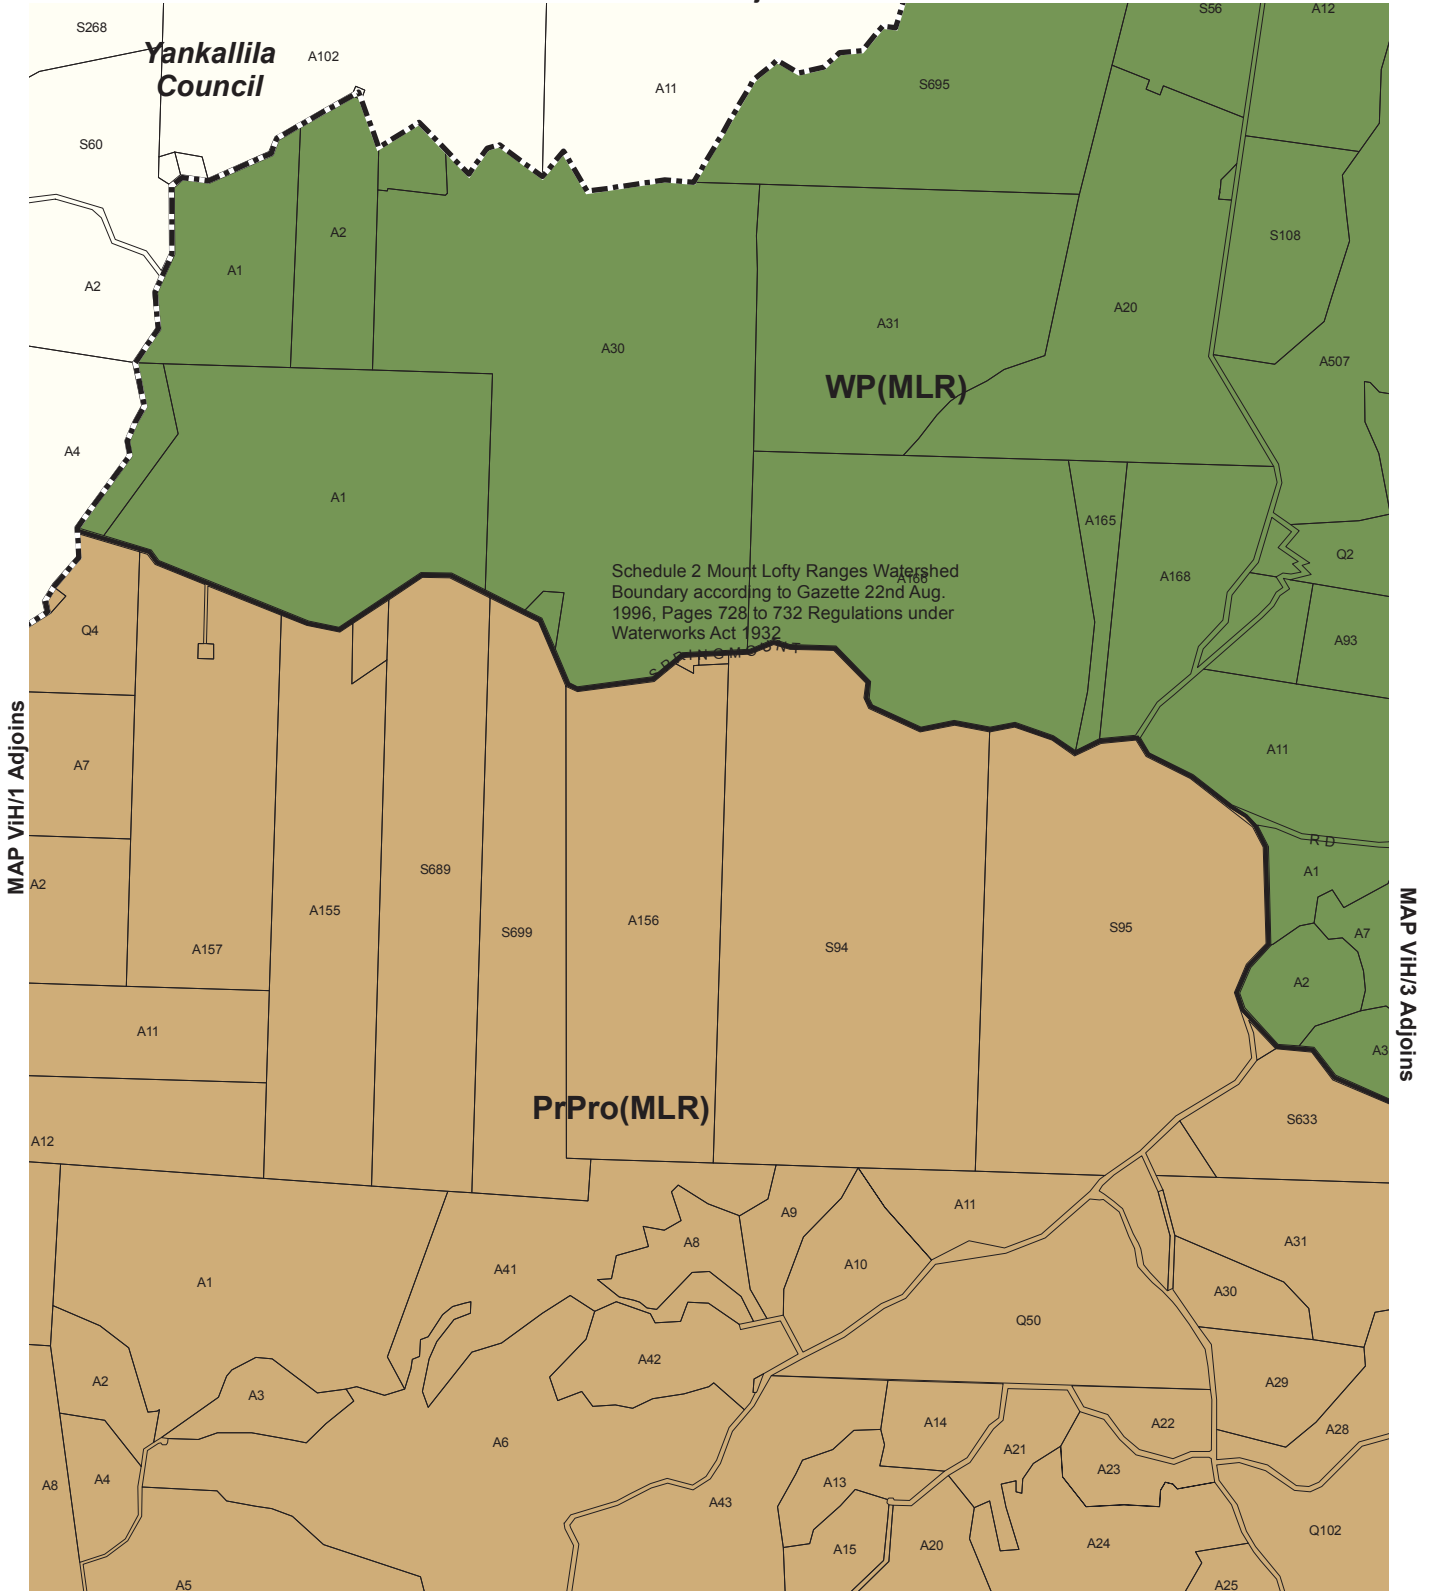 S268
Yankallila
Council
A102
A11
S56
A12
S695
S60
A2
A1
A2
S108
A20
A31
A30
A507
WP(MLR)
A4
A1
A165
Q2
A168
A166
Schedule 2 Mount Lofty Ranges Watershed
Boundary according to Gazette 22nd Aug.
1996, Pages 728 to 732 Regulations under
Waterworks Act 1932
SPRINGMOUNT
Q4
A93
MAP ViH/1 Adjoins
A7
A11
RD
A1
A2
S689
A155
A157
S699
A156
S94
S95
A7
A2
MAP ViH/3 Adjoins
A11
A3
PrPro(MLR)
S633
A12
A9
A11
A8
A31
A10
A41
A1
A30
Q50
A42
A2
A3
A29
A14
A22
A28
A6
A21
A23
A4
A8
A13
A43
Q102
A15
A20
A24
A5
A25